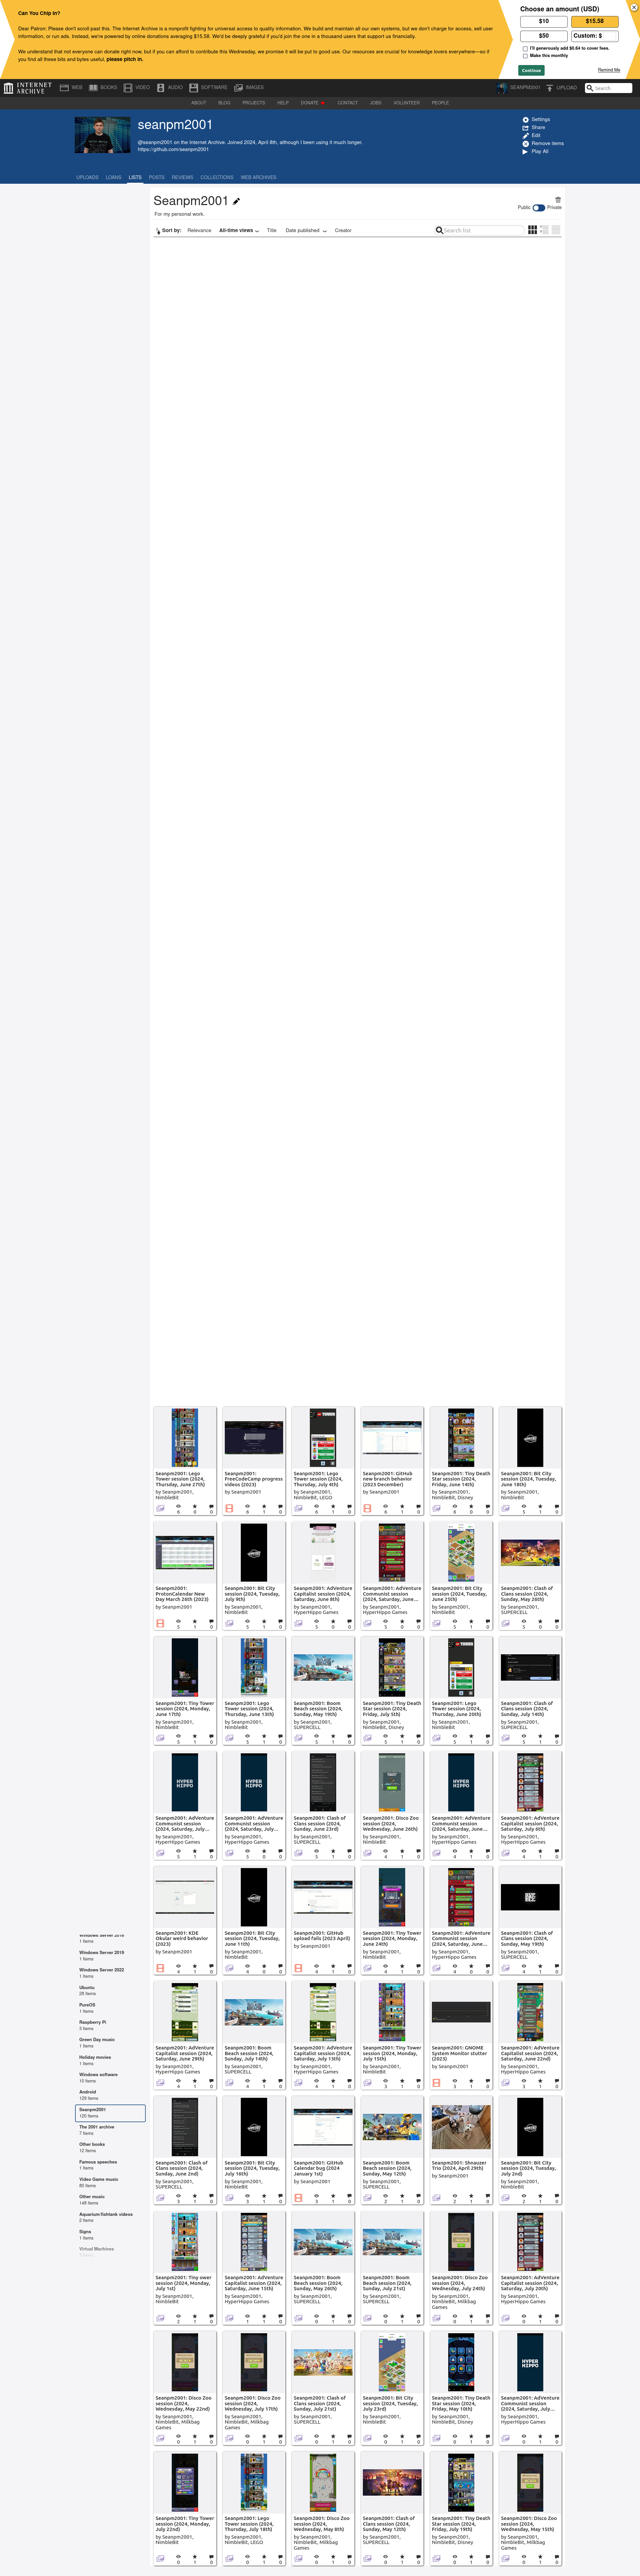 Can You Chip In?
Dear Patron: Please don't scroll past this. The Internet Archive is a nonprofit fighting for universal access to quality information. We build and maintain all our own systems, but we don't charge for access, sell user
information, or run ads. Instead, we're powered by online donations averaging $15.58. We'd be deeply grateful if you'd join the one in a thousand users that support us financially.
We understand that not everyone can donate right now, but if you can afford to contribute this Wednesday, we promise it will be put to good use. Our resources are crucial for knowledge lovers everywhere—so if
you find all these bits and bytes useful, please pitch in.
Choose an amount (USD)
$10
$15.58
$50
Custom: $
I'll generously add $0.64 to cover fees.
Make this monthly
Continue
Remind Me
INTERNET ARCHIVE
WEB
BOOKS
VIDEO
AUDIO
SOFTWARE
IMAGES
SEANPM2001
UPLOAD
Search
ABOUT
BLOG
PROJECTS
HELP
DONATE
CONTACT
JOBS
VOLUNTEER
PEOPLE
seanpm2001
@seanpm2001 on the Internet Archive. Joined 2024, April 8th, although I been using it much longer.
https://github.com/seanpm2001
Settings
Share
Edit
Remove items
Play All
UPLOADS
LOANS
LISTS
POSTS
REVIEWS
COLLECTIONS
WEB ARCHIVES
Seanpm2001
For my personal work.
Public
Private
Sort by:
Relevance
All-time views
Title
Date published
Creator
Search list
Seanpm2001: Lego
Tower session (2024,
Thursday, June 27th)
by Seanpm2001,
NimbleBit
Seanpm2001:
FreeCodeCamp progress
videos (2023)
by Seanpm2001
Seanpm2001: Lego
Tower session (2024,
Thursday, July 4th)
by Seanpm2001,
NimbleBit, LEGO
Seanpm2001: GitHub
new branch behavior
(2023 December)
by Seanpm2001
Seanpm2001: Tiny Death
Star session (2024,
Friday, June 14th)
by Seanpm2001,
NimbleBit, Disney
Seanpm2001: Bit City
session (2024, Tuesday,
June 18th)
by Seanpm2001,
NimbleBit
Seanpm2001:
ProtonCalendar New
Day March 26th (2023)
by Seanpm2001
Seanpm2001: Bit City
session (2024, Tuesday,
July 9th)
by Seanpm2001,
NimbleBit
Seanpm2001: AdVenture
Capitalist session (2024,
Saturday, June 8th)
by Seanpm2001,
HyperHippo Games
Seanpm2001: AdVenture
Communist session
(2024, Saturday, June...
by Seanpm2001,
HyperHippo Games
Seanpm2001: Bit City
session (2024, Tuesday,
June 25th)
by Seanpm2001,
NimbleBit
Seanpm2001: Clash of
Clans session (2024,
Sunday, May 26th)
by Seanpm2001,
SUPERCELL
Seanpm2001: Tiny Tower
session (2024, Monday,
June 17th)
by Seanpm2001,
NimbleBit
Seanpm2001: Lego
Tower session (2024,
Thursday, June 13th)
by Seanpm2001,
NimbleBit
Seanpm2001: Boom
Beach session (2024,
Sunday, May 19th)
by Seanpm2001,
SUPERCELL
Seanpm2001: Tiny Death
Star session (2024,
Friday, July 5th)
by Seanpm2001,
NimbleBit, Disney
Seanpm2001: Lego
Tower session (2024,
Thursday, June 20th)
by Seanpm2001,
NimbleBit
Seanpm2001: Clash of
Clans session (2024,
Sunday, July 14th)
by Seanpm2001,
SUPERCELL
Seanpm2001: AdVenture
Communist session
(2024, Saturday, July...
by Seanpm2001,
HyperHippo Games
Seanpm2001: AdVenture
Communist session
(2024, Saturday, July...
by Seanpm2001,
HyperHippo Games
Seanpm2001: Clash of
Clans session (2024,
Sunday, June 23rd)
by Seanpm2001,
SUPERCELL
Seanpm2001: Disco Zoo
session (2024,
Wednesday, June 26th)
by Seanpm2001,
NimbleBit
Seanpm2001: AdVenture
Communist session
(2024, Saturday, June...
by Seanpm2001,
HyperHippo Games
Seanpm2001: AdVenture
Capitalist session (2024,
Saturday, July 6th)
by Seanpm2001,
HyperHippo Games
Seanpm2001: KDE
Okular weird behavior
(2023)
by Seanpm2001
Seanpm2001: Bit City
session (2024, Tuesday,
June 11th)
by Seanpm2001,
NimbleBit
Seanpm2001: GitHub
upload fails (2023 April)
by Seanpm2001
Seanpm2001: Tiny Tower
session (2024, Monday,
June 24th)
by Seanpm2001,
NimbleBit
Seanpm2001: AdVenture
Communist session
(2024, Saturday, June...
by Seanpm2001,
HyperHippo Games
Seanpm2001: Clash of
Clans session (2024,
Sunday, May 19th)
by Seanpm2001,
SUPERCELL
Seanpm2001: AdVenture
Capitalist session (2024,
Saturday, June 29th)
by Seanpm2001,
HyperHippo Games
Seanpm2001: Boom
Beach session (2024,
Sunday, July 14th)
by Seanpm2001,
SUPERCELL
Seanpm2001: AdVenture
Capitalist session (2024,
Saturday, July 13th)
by Seanpm2001,
HyperHippo Games
Seanpm2001: Tiny Tower
session (2024, Monday,
July 15th)
by Seanpm2001,
NimbleBit
Seanpm2001: GNOME
System Monitor stutter
(2023)
by Seanpm2001
Seanpm2001: AdVenture
Capitalist session (2024,
Saturday, June 22nd)
by Seanpm2001,
HyperHippo Games
Seanpm2001: Clash of
Clans session (2024,
Sunday, June 2nd)
by Seanpm2001,
SUPERCELL
Seanpm2001: Bit City
session (2024, Tuesday,
July 16th)
by Seanpm2001,
NimbleBit
Seanpm2001: GitHub
Calendar bug (2024
January 1st)
by Seanpm2001
Seanpm2001: Boom
Beach session (2024,
Sunday, May 12th)
by Seanpm2001,
SUPERCELL
Seanpm2001: Shnauzer
Trio (2024, April 29th)
by Seanpm2001
Seanpm2001: Bit City
session (2024, Tuesday,
July 2nd)
by Seanpm2001,
NimbleBit
Seanpm2001: Tiny ower
session (2024, Monday,
July 1st)
by Seanpm2001,
NimbleBit
Seanpm2001: AdVenture
Capitalist session (2024,
Saturday, June 15th)
by Seanpm2001,
HyperHippo Games
Seanpm2001: Boom
Beach session (2024,
Sunday, May 26th)
by Seanpm2001,
SUPERCELL
Seanpm2001: Boom
Beach session (2024,
Sunday, July 21st)
by Seanpm2001,
SUPERCELL
Seanpm2001: Disco Zoo
session (2024,
Wednesday, July 24th)
by Seanpm2001,
NimbleBit, Milkbag
Games
Seanpm2001: AdVenture
Capitalist session (2024,
Saturday, July 20th)
by Seanpm2001,
HyperHippo Games
Seanpm2001: Disco Zoo
session (2024,
Wednesday, May 22nd)
by Seanpm2001,
NimbleBit, Milkbag
Games
Seanpm2001: Disco Zoo
session (2024,
Wednesday, July 17th)
by Seanpm2001,
NimbleBit, Milkbag
Games
Seanpm2001: Clash of
Clans session (2024,
Sunday, July 21st)
by Seanpm2001,
SUPERCELL
Seanpm2001: Bit City
session (2024, Tuesday,
July 23rd)
by Seanpm2001,
NimbleBit
Seanpm2001: Tiny Death
Star session (2024,
Friday, May 10th)
by Seanpm2001,
NimbleBit, Disney
Seanpm2001: AdVenture
Communist session
(2024, Saturday, July...
by Seanpm2001,
HyperHippo Games
Seanpm2001: Tiny Tower
session (2024, Monday,
July 22nd)
by Seanpm2001,
NimbleBit
Seanpm2001: Lego
Tower session (2024,
Thursday, July 18th)
by Seanpm2001,
NimbleBit, LEGO
Seanpm2001: Disco Zoo
session (2024,
Wednesday, May 8th)
by Seanpm2001,
NimbleBit, Milkbag
Games
Seanpm2001: Clash of
Clans session (2024,
Sunday, May 12th)
by Seanpm2001,
SUPERCELL
Seanpm2001: Tiny Death
Star session (2024,
Friday, July 19th)
by Seanpm2001,
NimbleBit, Disney
Seanpm2001: Disco Zoo
session (2024,
Wednesday, May 15th)
by Seanpm2001,
NimbleBit, Milkbag
Games
1 items
Windows Server 2019
1 items
Windows Server 2022
1 items
Ubuntu
28 items
PureOS
1 items
Raspberry Pi
5 items
Green Day music
1 items
Holiday movies
1 items
Windows software
10 items
Android
129 items
Seanpm2001
120 items
The 2001 archive
7 items
Other books
12 items
Famous speeches
1 items
Video Game music
85 items
Other music
148 items
Aquarium/fishtank videos
2 items
Signs
1 items
Virtual Machines